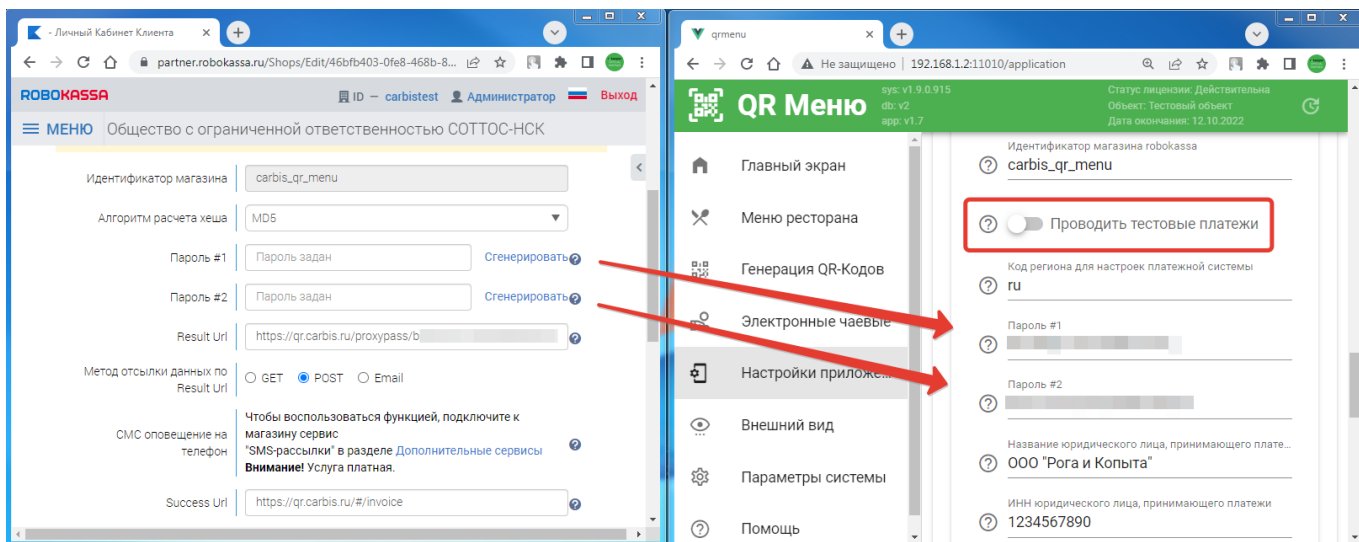 - Личный Кабинет Клиента
partner.robokassa.ru/Shops/Edit/46bfb403-0fe8-468b-8...
ROBOKASSA
ID — carbistest
Администратор
Выход
МЕНЮ
Общество с ограниченной ответственностью СОТТОС-НСК
Идентификатор магазина
carbis_qr_menu
Алгоритм расчета хеша
MD5
Пароль #1
Пароль задан
Сгенерировать
Пароль #2
Пароль задан
Сгенерировать
Result Url
https://qr.carbis.ru/proxypass/b
Метод отсылки данных по
Result Url
GET
POST
Email
СМС оповещение на
телефон
Чтобы воспользоваться функцией, подключите к
магазину сервис
"SMS-рассылки" в разделе Дополнительные сервисы
Внимание! Услуга платная.
Success Url
https://qr.carbis.ru/#/invoice
qrmenu
Не защищено
192.168.1.2:11010/application
QR Меню
sys: v1.9.0.915
db: v2
app: v1.7
Статус лицензии: Действительна
Объект: Тестовый объект
Дата окончания: 12.10.2022
Главный экран
Меню ресторана
Генерация QR-Кодов
Электронные чаевые
Настройки приложе...
Внешний вид
Параметры системы
Помощь
Идентификатор магазина robokassa
carbis_qr_menu
Проводить тестовые платежи
Код региона для настроек платежной системы
ru
Пароль #1
Пароль #2
Название юридического лица, принимающего плате...
ООО "Рога и Копыта"
ИНН юридического лица, принимающего платежи
1234567890